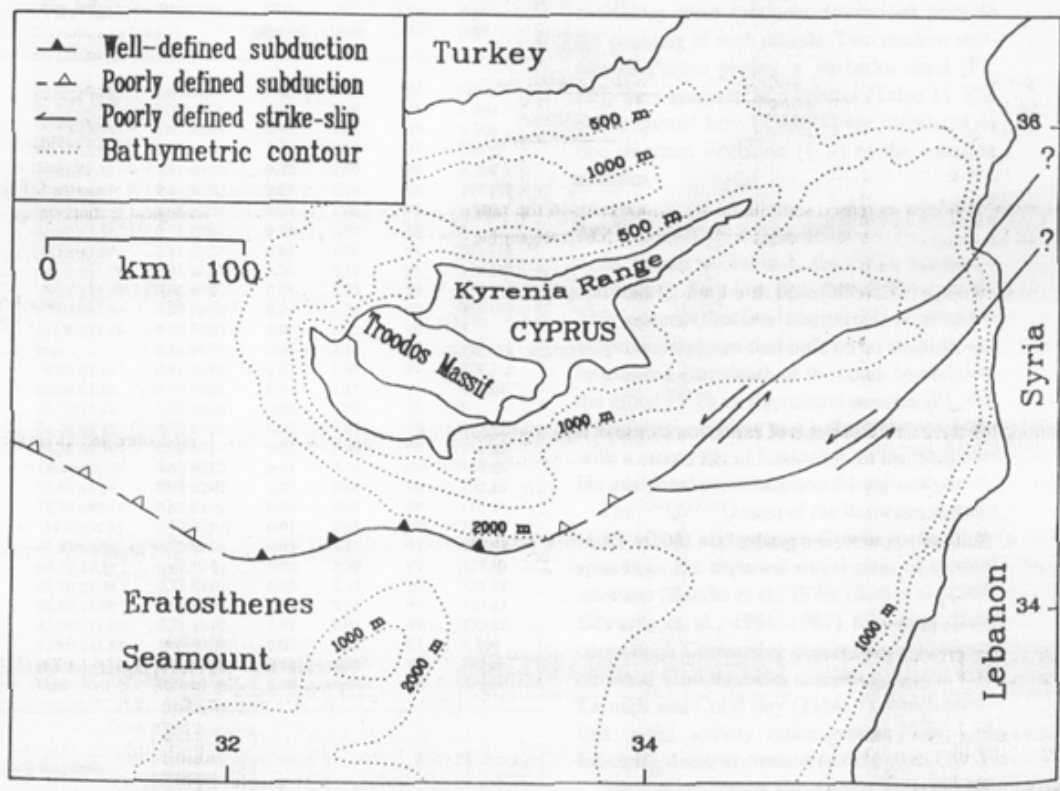 Well-defined subduction
Poorly defined subduction
Poorly defined strike-slip
Bathymetric contour
0 km 100
Turkey
500 m
1000 m
36
?
500 m
?
Kyrenia Range
CYPRUS
Troodos
Massif
Syria
1000 m
2000 m
Eratosthenes
Seamount
1000 m
2000 m
34
1000 m
Lebanon
32
34